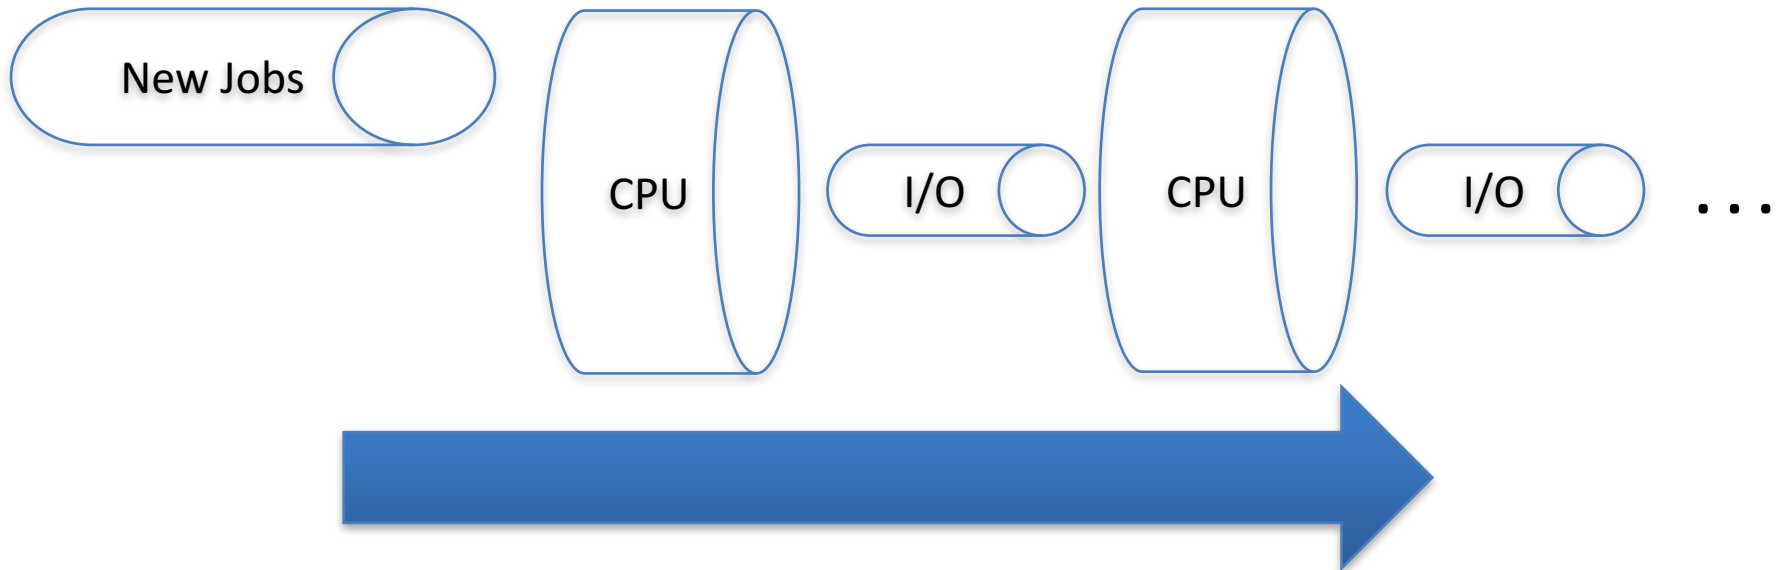 New Jobs
CPU
I/O
CPU
I/O
...